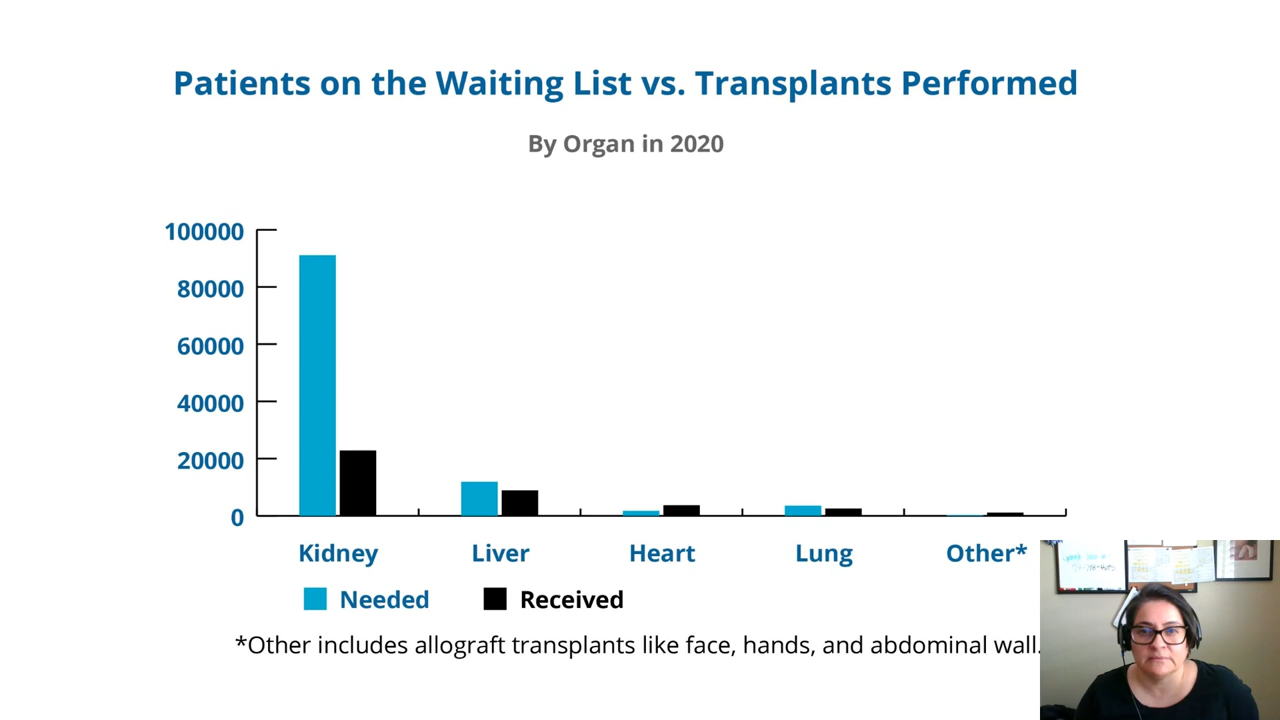 Patients on the Waiting List vs. Transplants Performed
By Organ in 2020
100000
80000
60000
40000
20000
0
Kidney Liver Heart Lung Other*
Needed Received
*Other includes allograft transplants like face, hands, and abdominal wall.